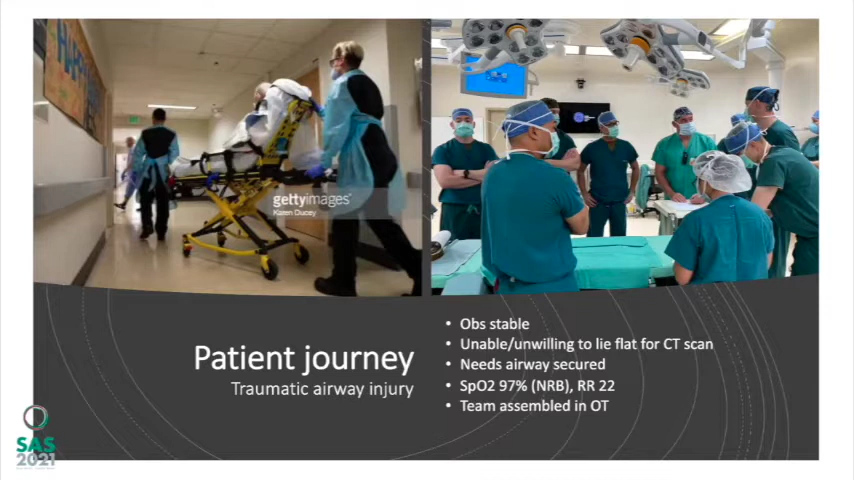 gettyimages
Karen Ducey
Patient journey
Traumatic airway injury
• Obs stable
• Unable/unwilling to lie flat for CT scan
• Needs airway secured
• SpO2 97% (NRB), RR 22
• Team assembled in OT
SAS
2021